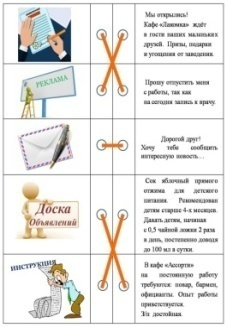 Мы открылись!
Кафе «Лакомка» ждёт
в гости наших маленьких
друзей. Призы, подарки
и угощения от заведения.
РЕКЛАМА
Прошу отпустить меня
с работы, так как
на сегодня запись к врачу.
Дорогой друг!
Хочу тебе сообщить
интересную новость…
Сок яблочный прямого
отжима для детского
питания. Рекомендован
детям старше 4-х месяцев.
Давать детям, начиная
с 0,5 чайной ложки 2 раза
в день, постепенно доводя
до 100 мл в сутки.
Доска
Объявлений
ИНСТРУКЦИЯ
В кафе «Ассорти»
на постоянную работу
требуются: повар, бармен,
официанты. Опыт работы
приветствуется.
З/п достойная.